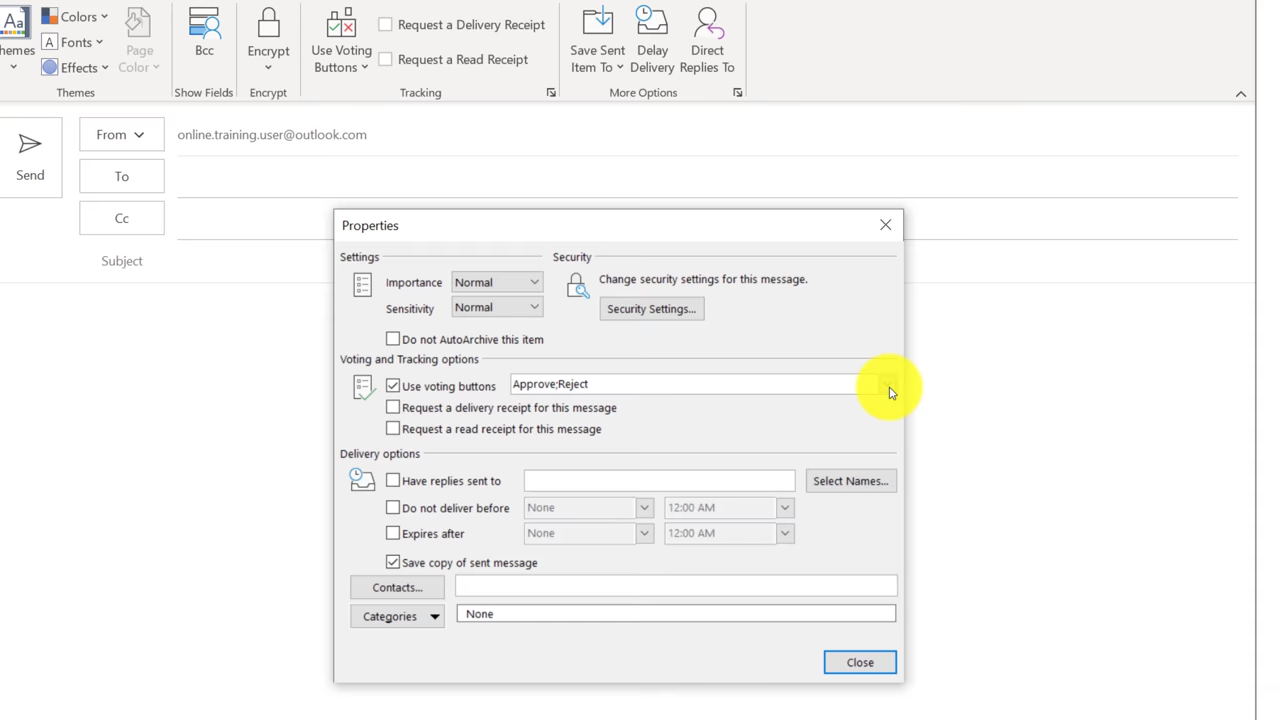 Aa
Colors
Request a Delivery Receipt
hemes
Fonts
Page
Bcc
Encrypt
Use Voting
Save Sent
Delay
Direct
Effects
Color
Buttons
Request a Read Receipt
Item To
Delivery
Replies To
Themes
Show Fields
Encrypt
Tracking
More Options
Send
From
online.training.user@outlook.com
To
Cc
Subject
Properties
Settings
Security
Importance
Normal
Change security settings for this message.
Sensitivity
Normal
Security Settings...
Do not AutoArchive this item
Voting and Tracking options
Use voting buttons
Approve;Reject
Request a delivery receipt for this message
Request a read receipt for this message
Delivery options
Have replies sent to
Select Names...
Do not deliver before
None
12:00 AM
Expires after
None
12:00 AM
Save copy of sent message
Contacts...
Categories
None
Close